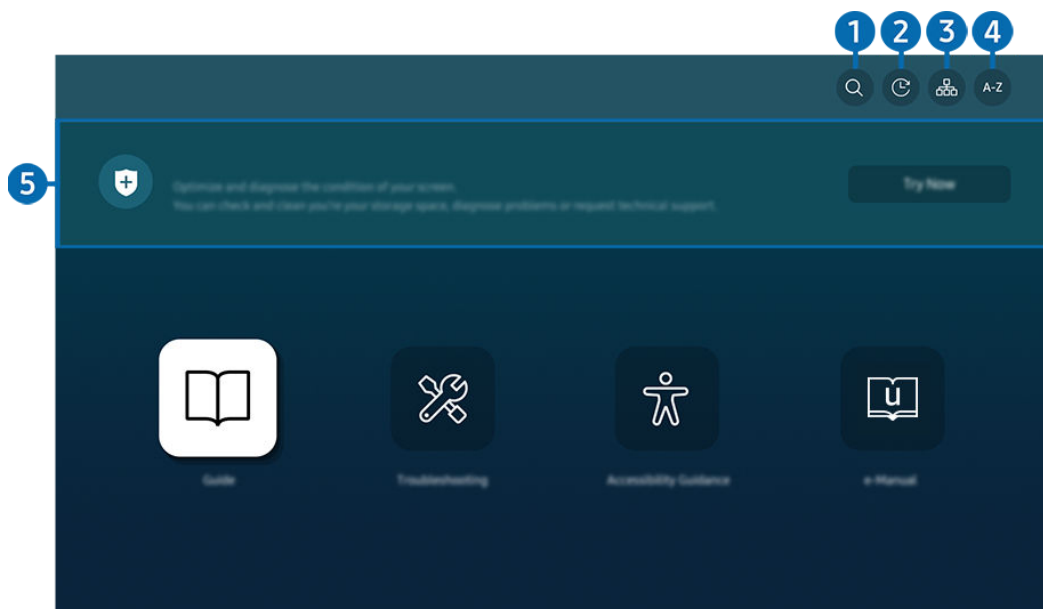 1 2 3 4
A-Z
5
Optimize and diagnose the condition of your screen.
You can check and clean you're your storage space, diagnose problems or request technical support.
Try Now
u
Guide
Troubleshooting
Accessibility Guidance
e-Manual